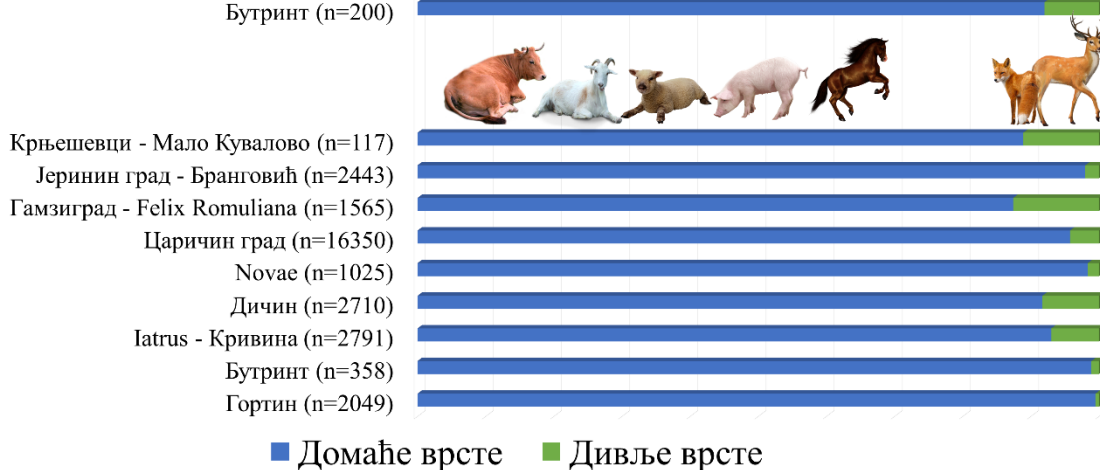 Бутринт (n=200)
Крњешевци - Мало Кувалово (n=117)
Јеринин град - Бранговић (n=2443)
Гамзиград - Felix Romuliana (n=1565)
Царичин град (n=16350)
Novae (n=1025)
Дичин (n=2710)
Iatrus - Кривина (n=2791)
Бутринт (n=358)
Гортин (n=2049)
Домаће врсте Дивље врсте